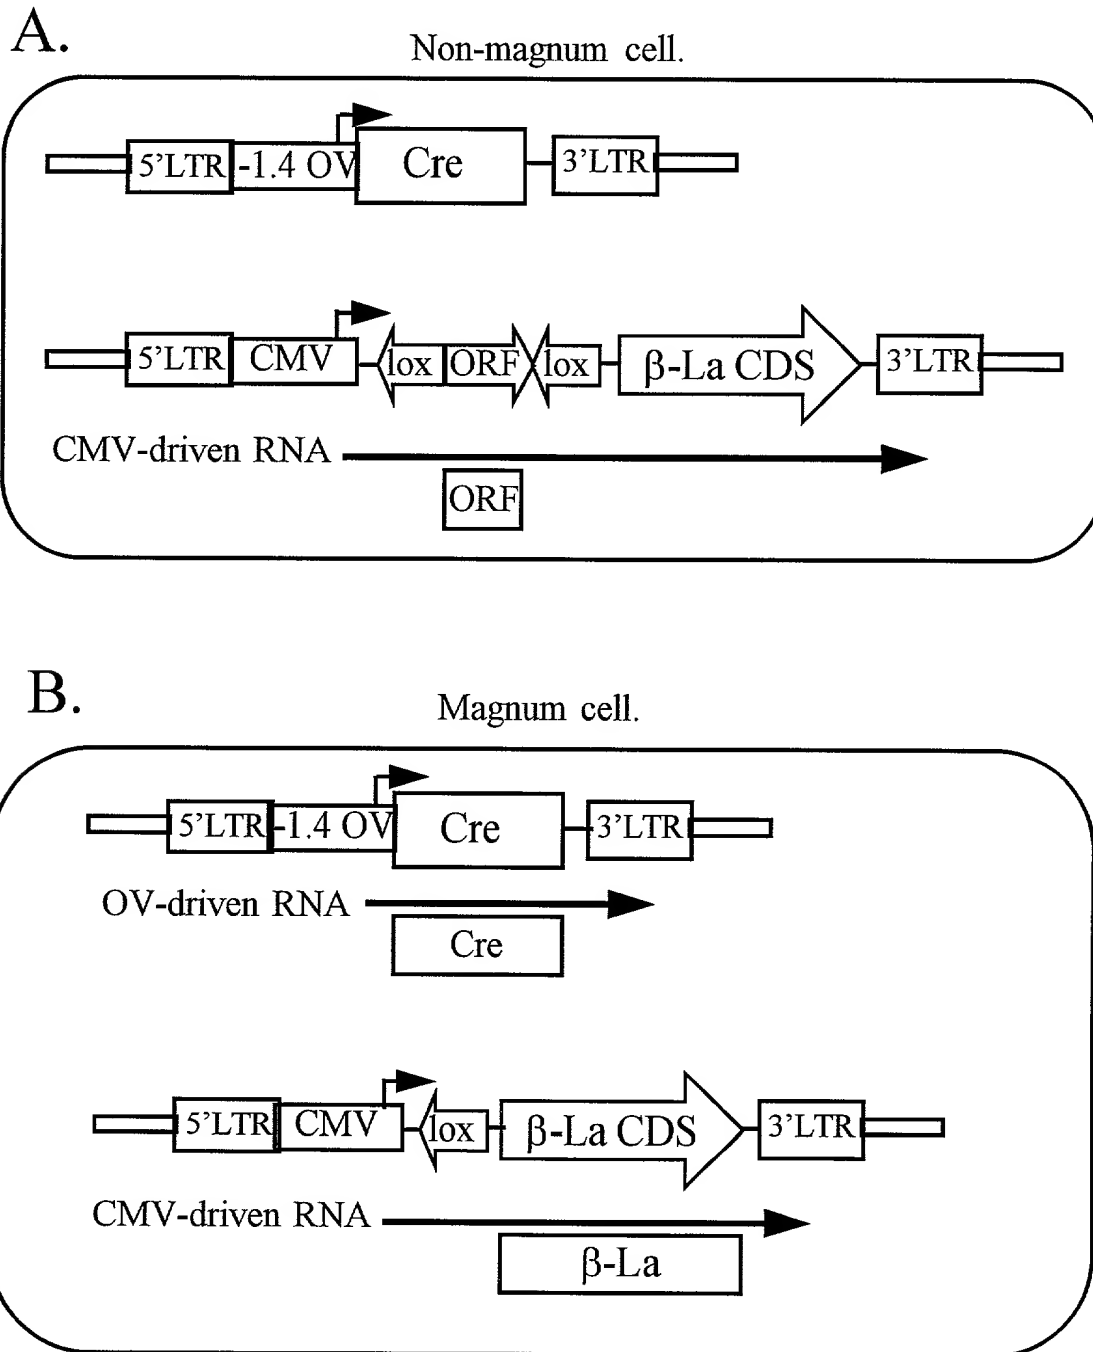 A.
Non-magnum cell.
5’LTR -1.4 OV Cre 3’LTR
5’LTR CMV lox ORF lox β-La CDS 3’LTR
CMV-driven RNA
ORF
B.
Magnum cell.
5’LTR -1.4 OV Cre 3’LTR
OV-driven RNA
Cre
5’LTR CMV lox β-La CDS 3’LTR
CMV-driven RNA
β-La